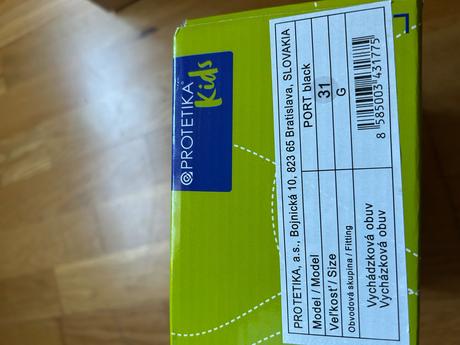 PROTETIKA®
Kids
PROTETIKA, a.s., Bojnická 10, 823 65 Bratislava, SLOVAKIA
Model / Model PORT black
Veľkosť / Size 31
Obvodová skupina / Fitting G
Vychádzková obuv
Vycházková obuv
8 585003 431775